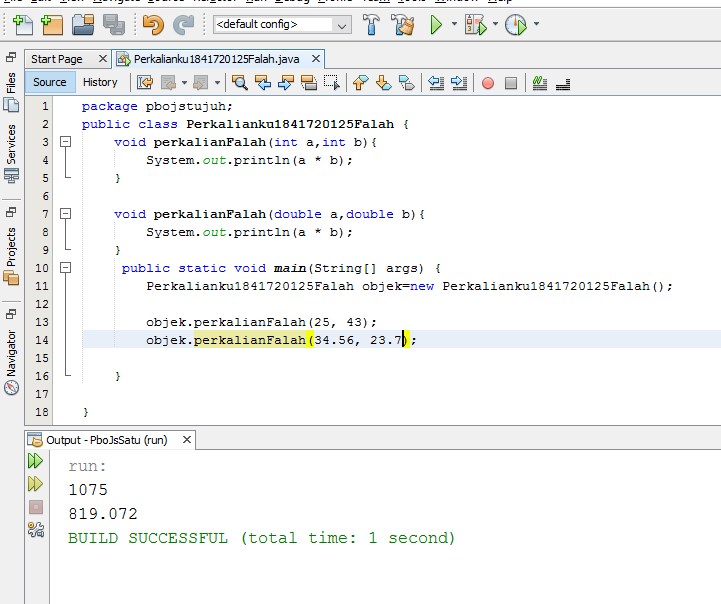 <default config>
Start Page
Perkalianku1841720125Falah.java
Source History
Files
Services
Projects
Navigator
1 package pbojstujuh;
2 public class Perkalianku1841720125Falah {
3 void perkalianFalah(int a,int b){
4 System.out.println(a * b);
5 }
6
7 void perkalianFalah(double a,double b){
8 System.out.println(a * b);
9 }
10 public static void main(String[] args) {
11 Perkalianku1841720125Falah objek=new Perkalianku1841720125Falah();
12
13 objek.perkalianFalah(25, 43);
14 objek.perkalianFalah(34.56, 23.7);
15
16 }
17
18 }
Output - PboJsSatu (run)
run:
1075
819.072
BUILD SUCCESSFUL (total time: 1 second)